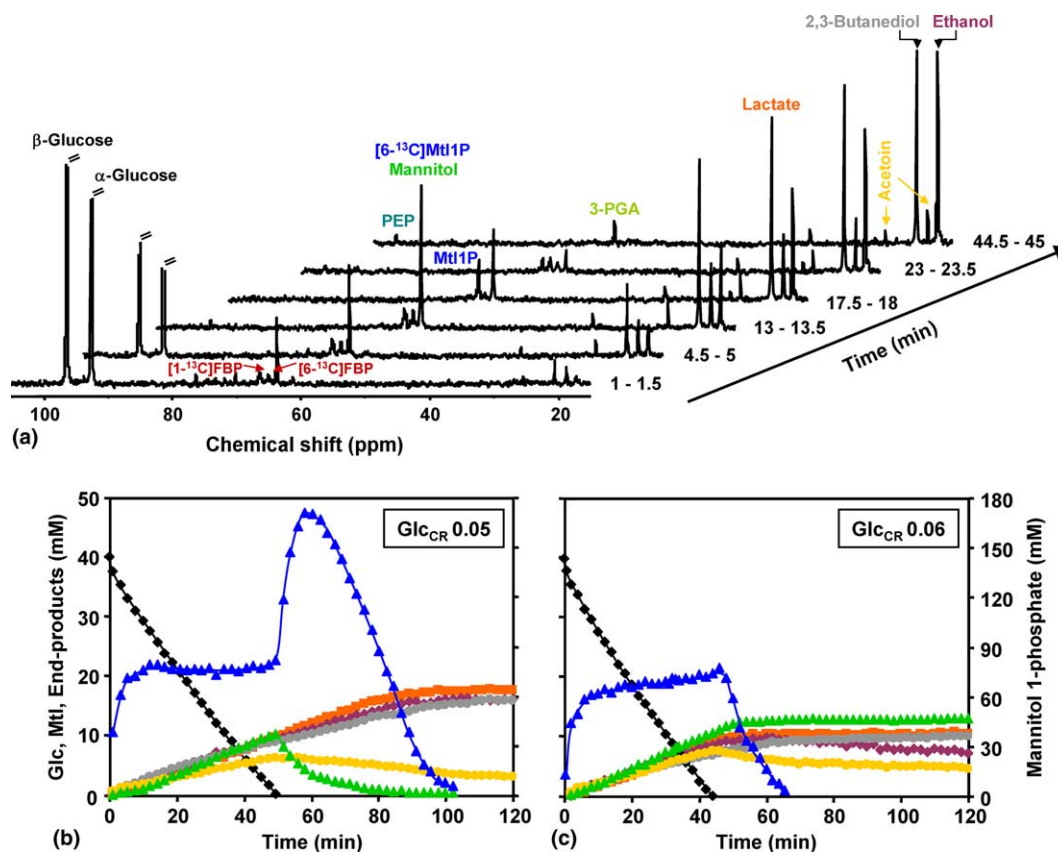 2,3-Butanediol Ethanol
Lactate
β-Glucose
[6-¹³C]Mtl1P
α-Glucose
Mannitol
Acetoin
PEP
3-PGA
44.5 - 45
Mtl1P
23 - 23.5
17.5 - 18
13 - 13.5
Time (min)
4.5 - 5
[1-¹³C]FBP [6-¹³C]FBP
1 - 1.5
100 80 60 40 20
(a) Chemical shift (ppm)
Glc, Mtl, End-products (mM)
50
40
30
20
10
0
Glc_CR 0.05
0 20 40 60 80 100 120
(b) Time (min)
Glc_CR 0.06
180
150
120
90
60
30
0
Mannitol 1-phosphate (mM)
0 20 40 60 80 100 120
(c) Time (min)